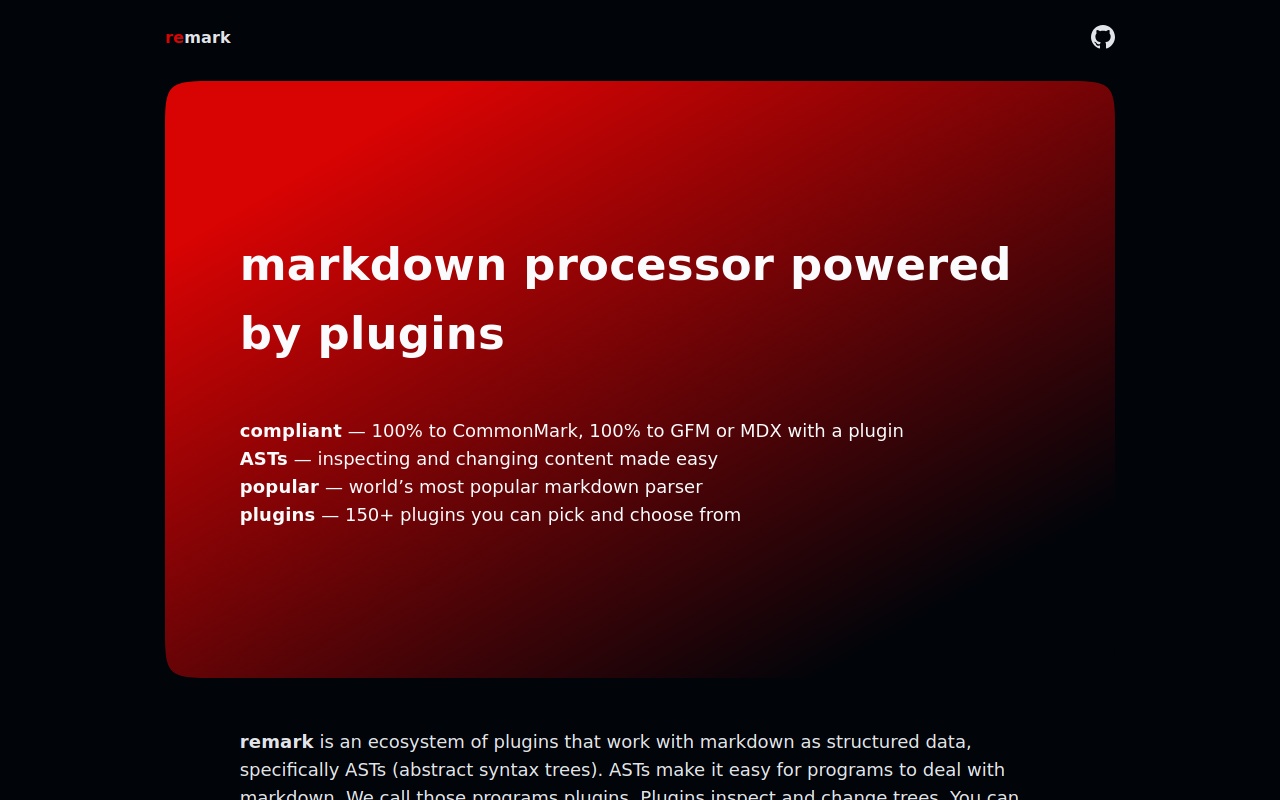 remark
markdown processor powered
by plugins
compliant — 100% to CommonMark, 100% to GFM or MDX with a plugin
ASTs — inspecting and changing content made easy
popular — world’s most popular markdown parser
plugins — 150+ plugins you can pick and choose from
remark is an ecosystem of plugins that work with markdown as structured data,
specifically ASTs (abstract syntax trees). ASTs make it easy for programs to deal with
markdown. We call those programs plugins. Plugins inspect and change trees. You can